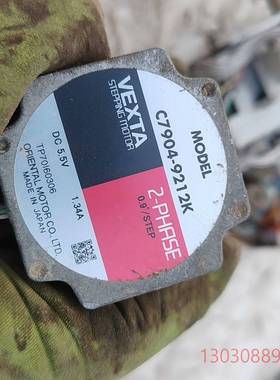 VEXTA
STEPPING MOTOR
MODEL
C7904-9212K
2-PHASE
0.9°/STEP
DC 5.5V
1.34A
TP70160306
ORIENTAL MOTOR CO., LTD.
MADE IN JAPAN
13030889